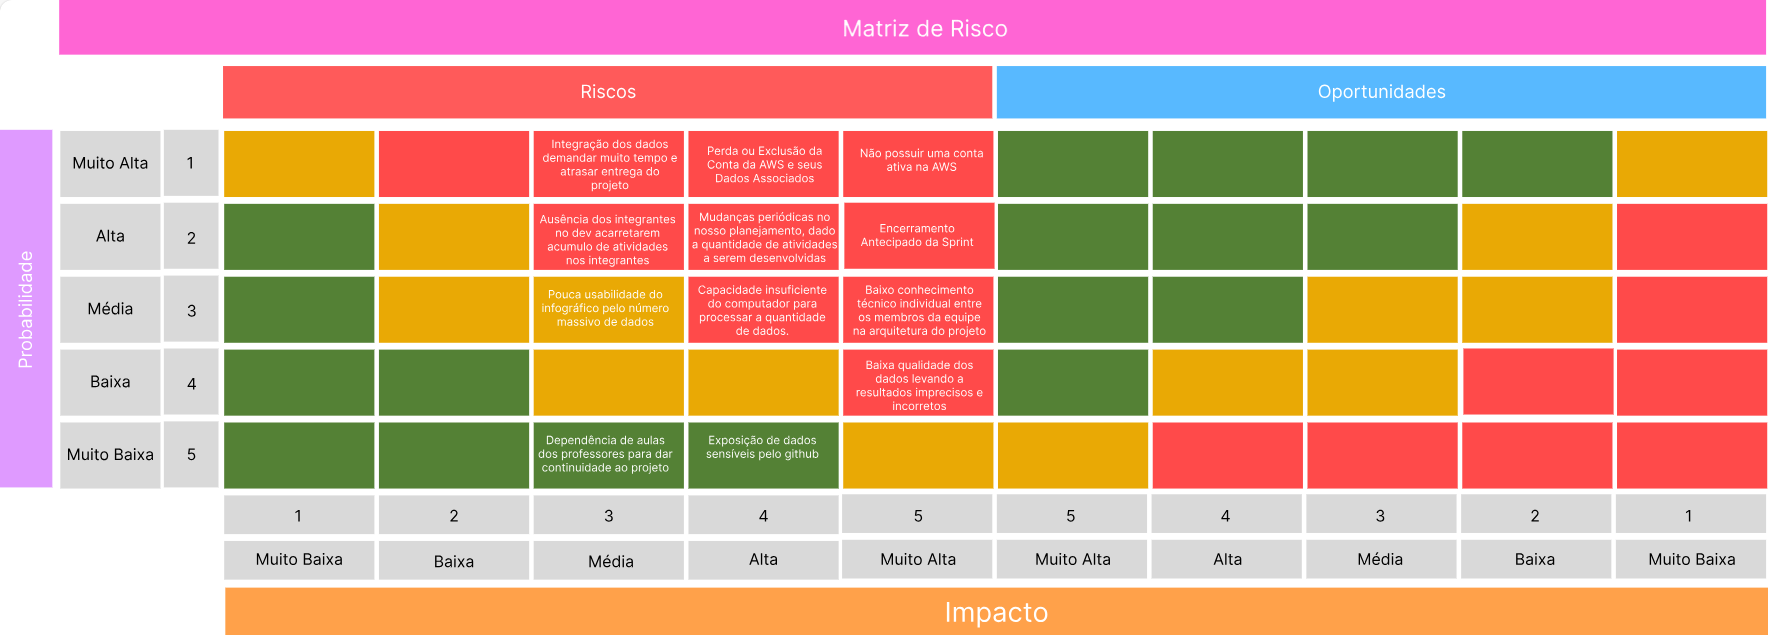 Matriz de Risco
Riscos
Oportunidades
Probabilidade
Muito Alta
1
Integração dos dados
demandar muito tempo e
atrasar entrega do
projeto
Perda ou Exclusão da
Conta da AWS e seus
Dados Associados
Não possuir uma conta
ativa na AWS
Alta
2
Ausência dos integrantes
no dev acarretarem
acumulo de atividades
nos integrantes
Mudanças periódicas no
nosso planejamento, dado
a quantidade de atividades
a serem desenvolvidas
Encerramento
Antecipado da Sprint
Média
3
Pouca usabilidade do
infográfico pelo número
massivo de dados
Capacidade insuficiente
do computador para
processar a quantidade
de dados.
Baixo conhecimento
técnico individual entre
os membros da equipe
na arquitetura do projeto
Baixa
4
Baixa qualidade dos
dados levando a
resultados imprecisos e
incorretos
Muito Baixa
5
Dependência de aulas
dos professores para dar
continuidade ao projeto
Exposição de dados
sensíveis pelo github
1
2
3
4
5
5
4
3
2
1
Muito Baixa
Baixa
Média
Alta
Muito Alta
Muito Alta
Alta
Média
Baixa
Muito Baixa
Impacto